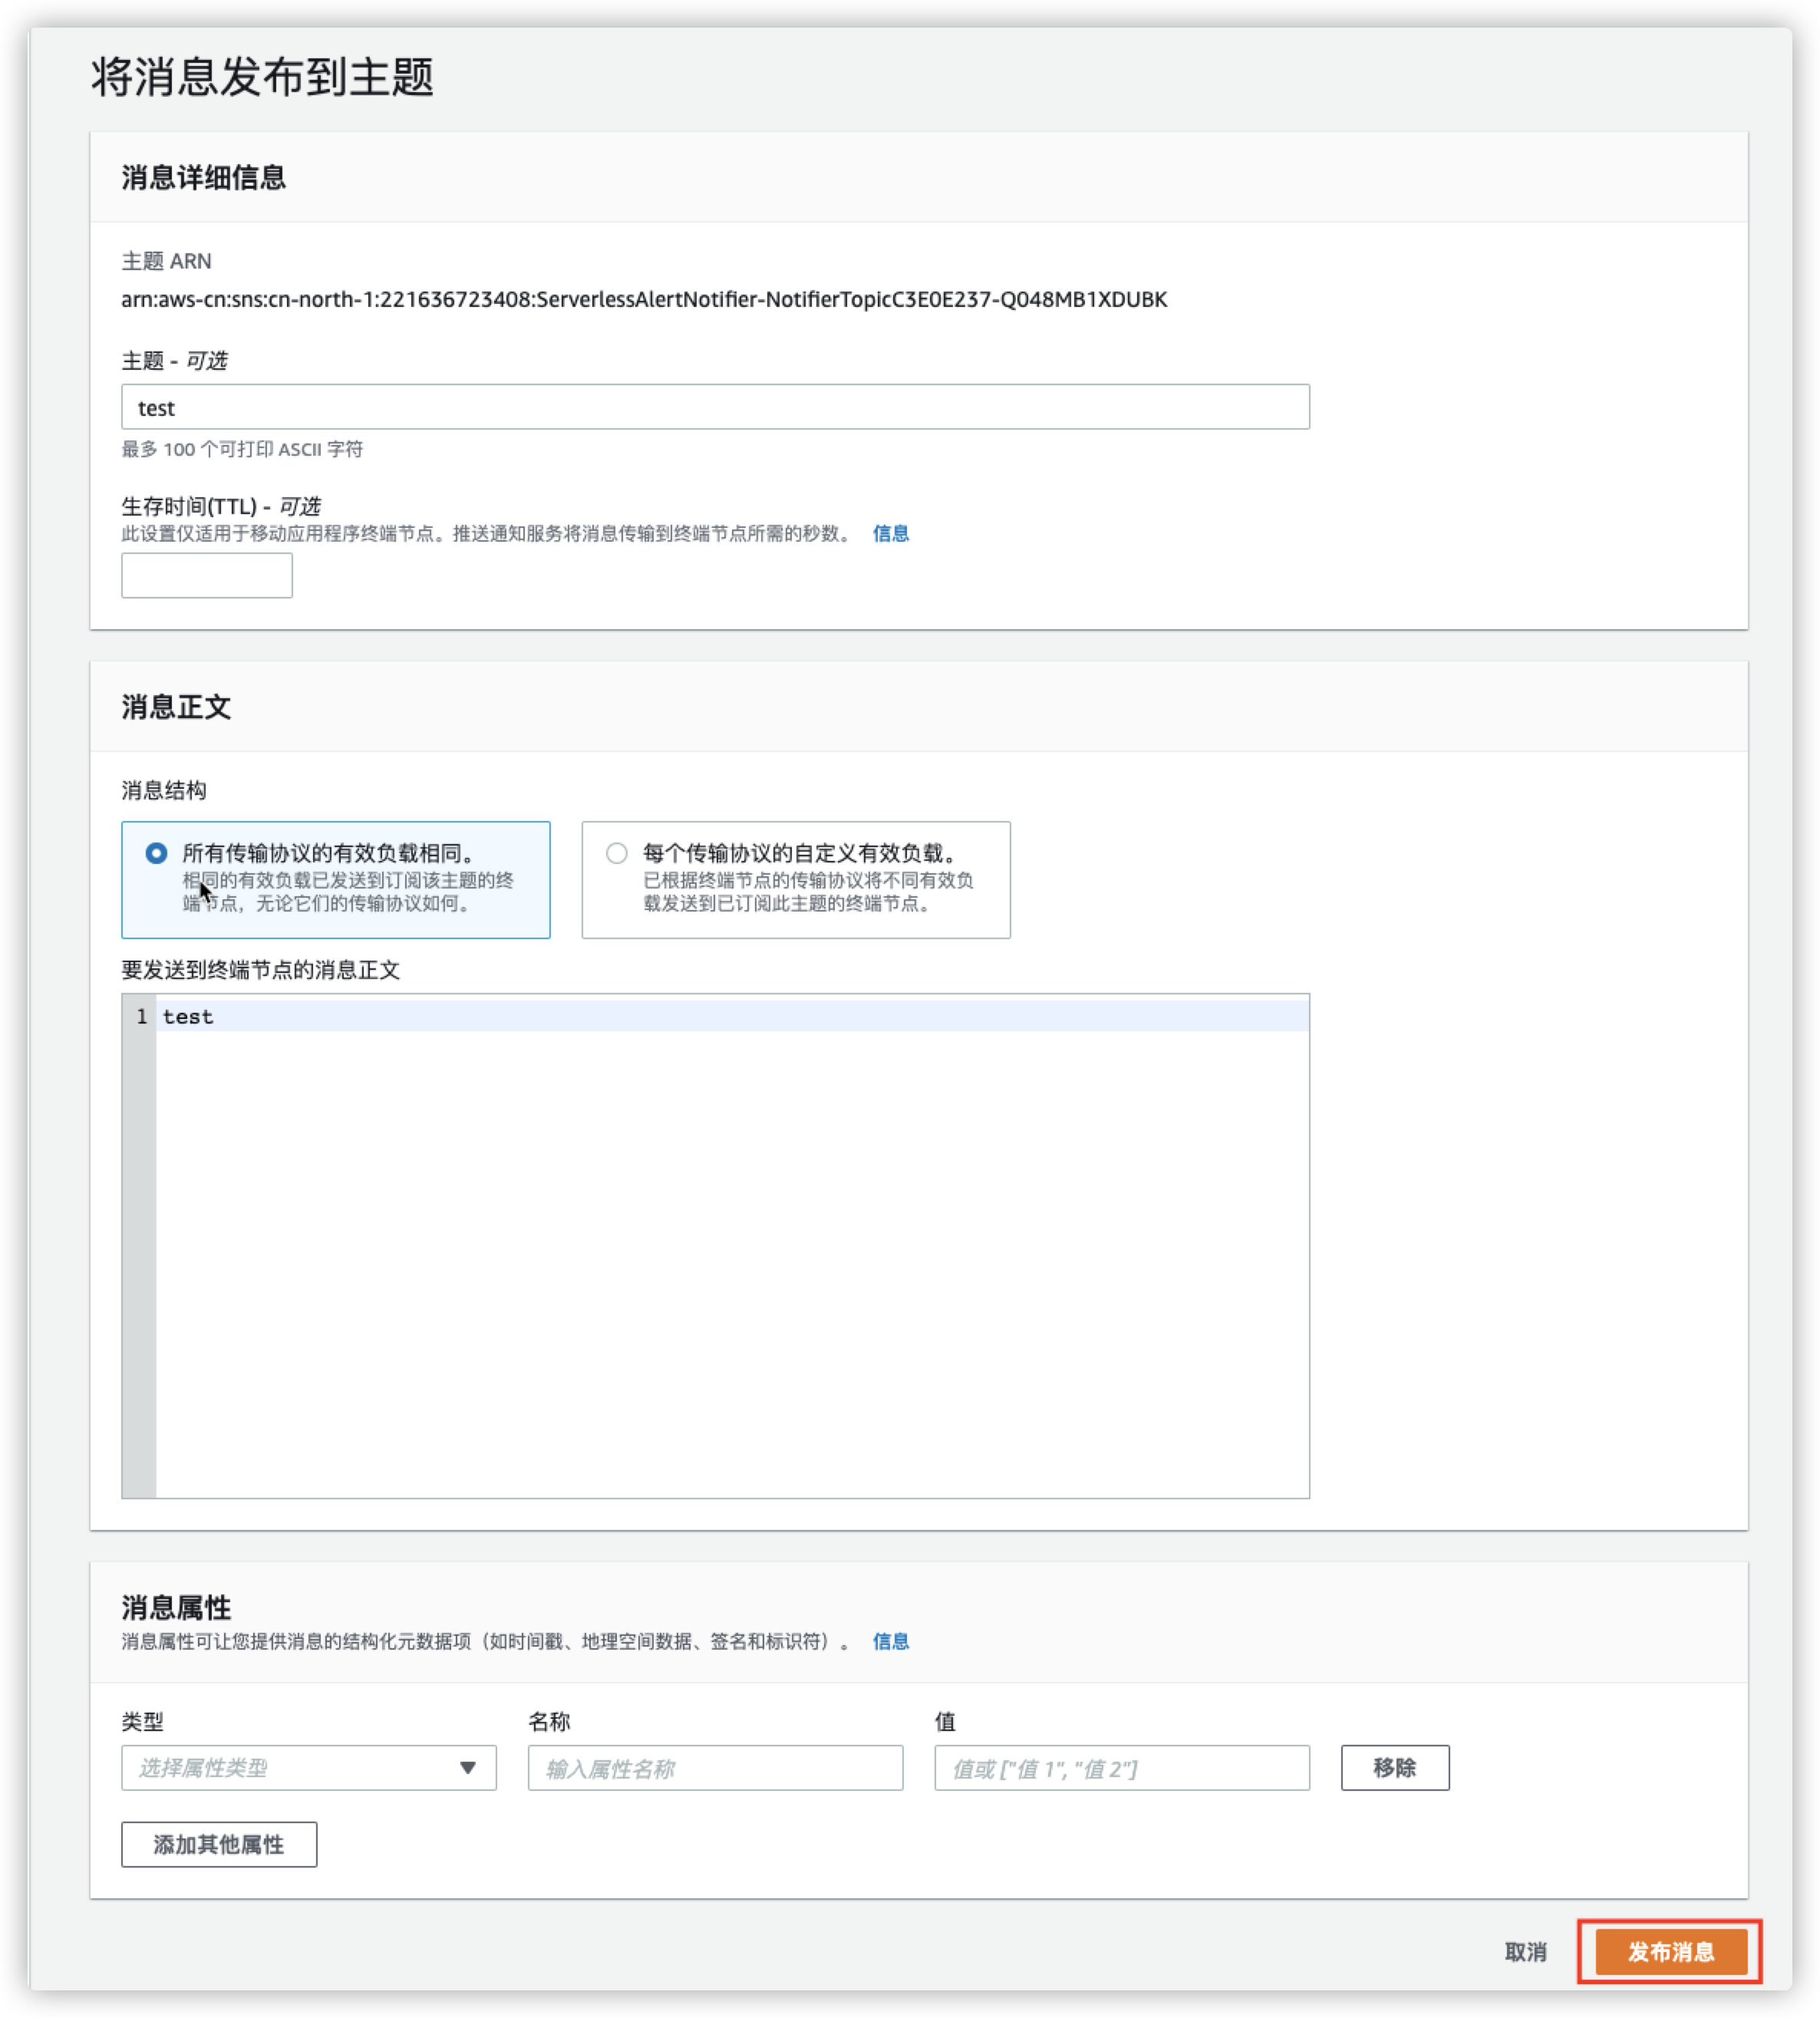 将消息发布到主题
消息详细信息
主题 ARN
arn:aws-cn:sns:cn-north-1:221636723408:ServerlessAlertNotifier-NotifierTopicC3E0E237-Q048MB1XDUBK
主题 - 可选
test
最多 100 个可打印 ASCII 字符
生存时间(TTL) - 可选
此设置仅适用于移动应用程序终端节点。推送通知服务将消息传输到终端节点所需的秒数。 信息
消息正文
消息结构
所有传输协议的有效负载相同。
相同的有效负载已发送到订阅该主题的终
端节点，无论它们的传输协议如何。
每个传输协议的自定义有效负载。
已根据终端节点的传输协议将不同有效负
载发送到已订阅此主题的终端节点。
要发送到终端节点的消息正文
1 test
消息属性
消息属性可让您提供消息的结构化元数据项（如时间戳、地理空间数据、签名和标识符）。 信息
类型 名称 值
选择属性类型 输入属性名称 值或 ["值 1", "值 2"] 移除
添加其他属性
取消 发布消息